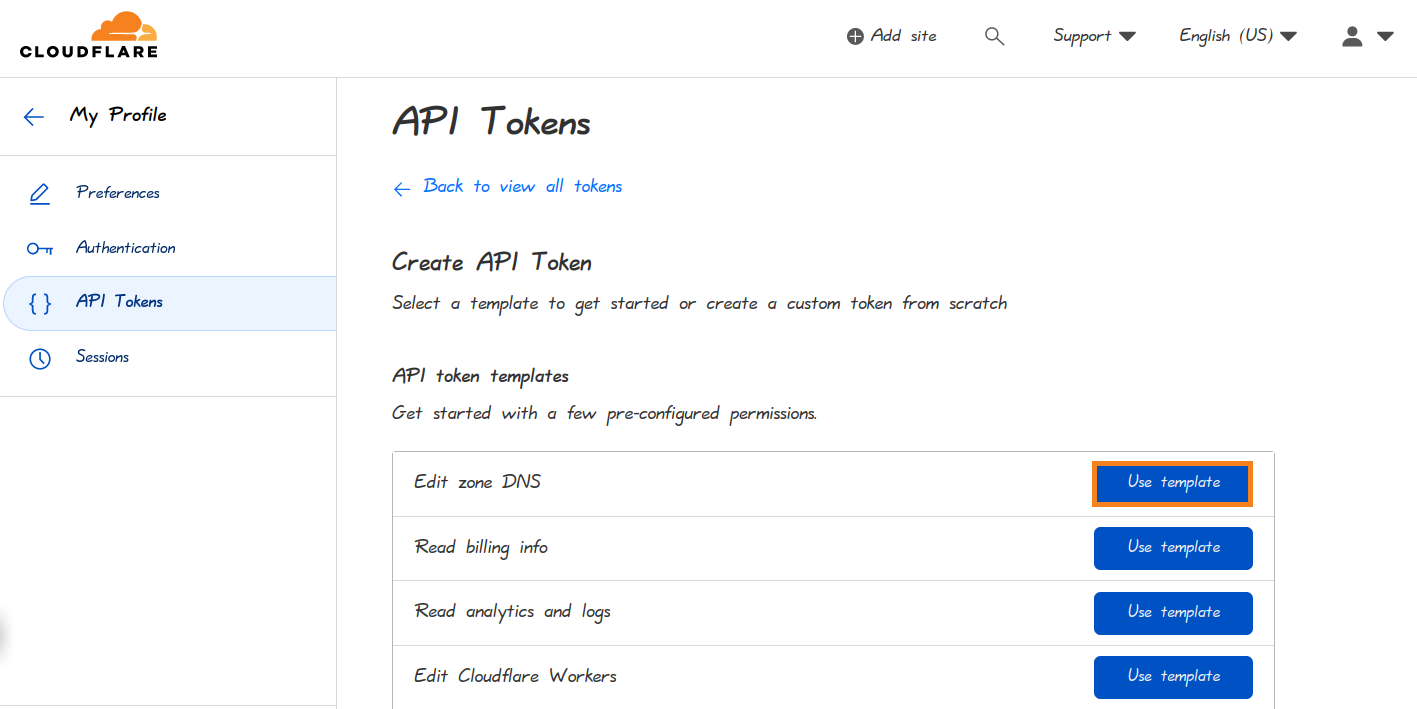 CLOUDFLARE
Add site
Support
English (US)
My Profile
Preferences
Authentication
API Tokens
Sessions
API Tokens
Back to view all tokens
Create API Token
Select a template to get started or create a custom token from scratch
API token templates
Get started with a few pre-configured permissions.
Edit zone DNS Use template
Read billing info Use template
Read analytics and logs Use template
Edit Cloudflare Workers Use template